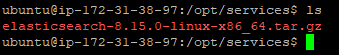 ubuntu@ip-172-31-38-97:/opt/services$ ls
elasticsearch-8.15.0-linux-x86_64.tar.gz
ubuntu@ip-172-31-38-97:/opt/services$